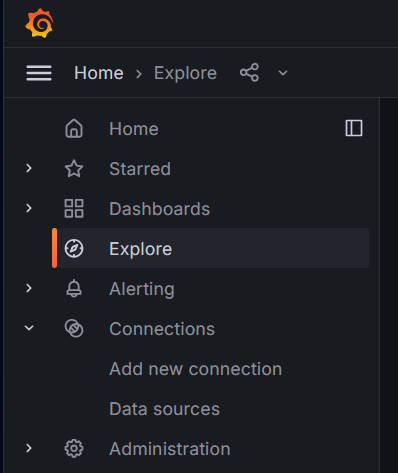 Home > Explore
Home
Starred
Dashboards
Explore
Alerting
Connections
Add new connection
Data sources
Administration